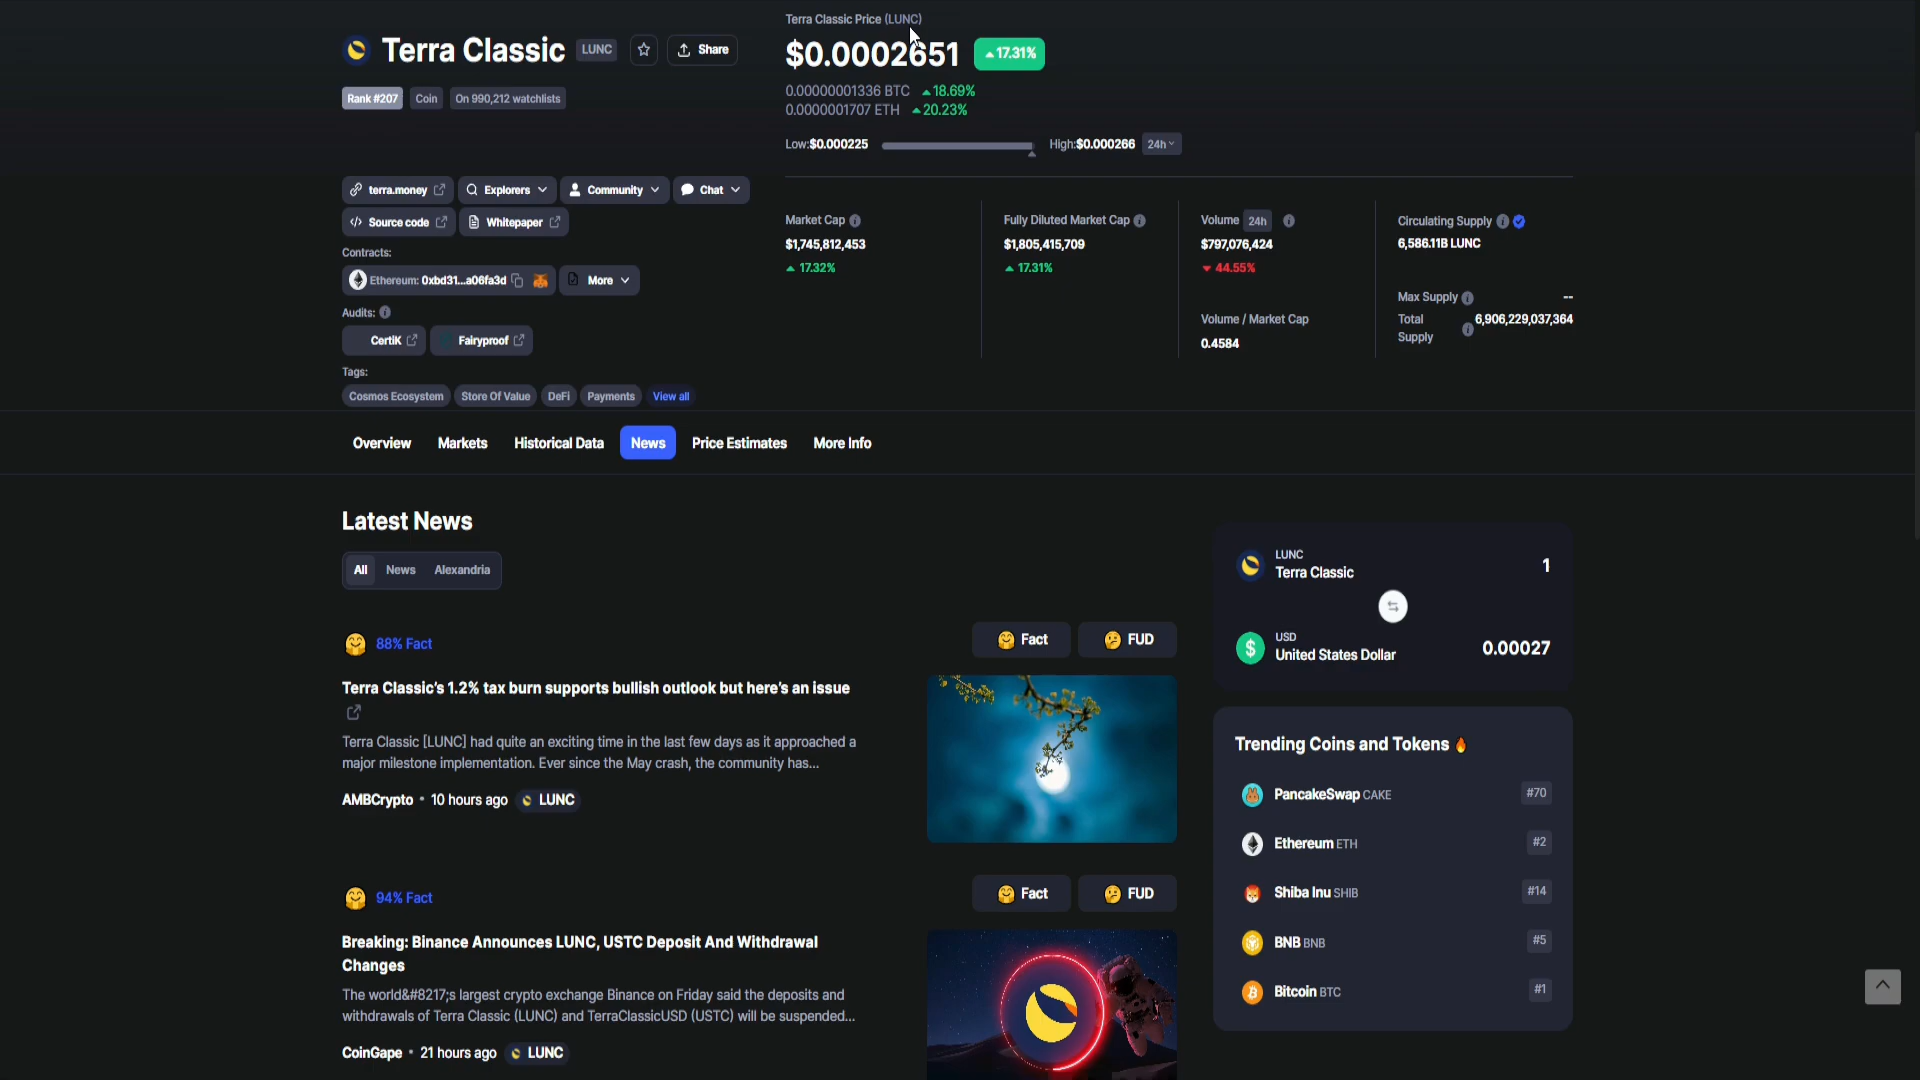 Terra Classic LUNC Share
Rank #207 Coin On 990,212 watchlists
Terra Classic Price (LUNC)
$0.0002651 17.31%
0.00000001336 BTC 18.69%
0.0000001707 ETH 20.23%
Low:$0.000225 High:$0.000266 24h
terra.money Explorers Community Chat
Source code Whitepaper
Contracts:
Ethereum: 0xbd31...a06fa3d More
Audits:
CertiK Fairyproof
Tags:
Cosmos Ecosystem Store Of Value DeFi Payments View all
Market Cap
$1,745,812,453
17.32%
Fully Diluted Market Cap
$1,805,415,709
17.31%
Volume 24h
$797,076,424
44.55%
Volume / Market Cap
0.4584
Circulating Supply
6,586.11B LUNC
Max Supply --
Total Supply 6,906,229,037,364
Overview Markets Historical Data News Price Estimates More Info
Latest News
All News Alexandria
88% Fact Fact FUD
Terra Classic's 1.2% tax burn supports bullish outlook but here's an issue
Terra Classic [LUNC] had quite an exciting time in the last few days as it approached a
major milestone implementation. Ever since the May crash, the community has...
AMBCrypto • 10 hours ago LUNC
94% Fact Fact FUD
Breaking: Binance Announces LUNC, USTC Deposit And Withdrawal
Changes
The world&#8217;s largest crypto exchange Binance on Friday said the deposits and
withdrawals of Terra Classic (LUNC) and TerraClassicUSD (USTC) will be suspended...
CoinGape • 21 hours ago LUNC
LUNC
Terra Classic 1
USD
United States Dollar 0.00027
Trending Coins and Tokens
PancakeSwap CAKE #70
Ethereum ETH #2
Shiba Inu SHIB #14
BNB BNB #5
Bitcoin BTC #1